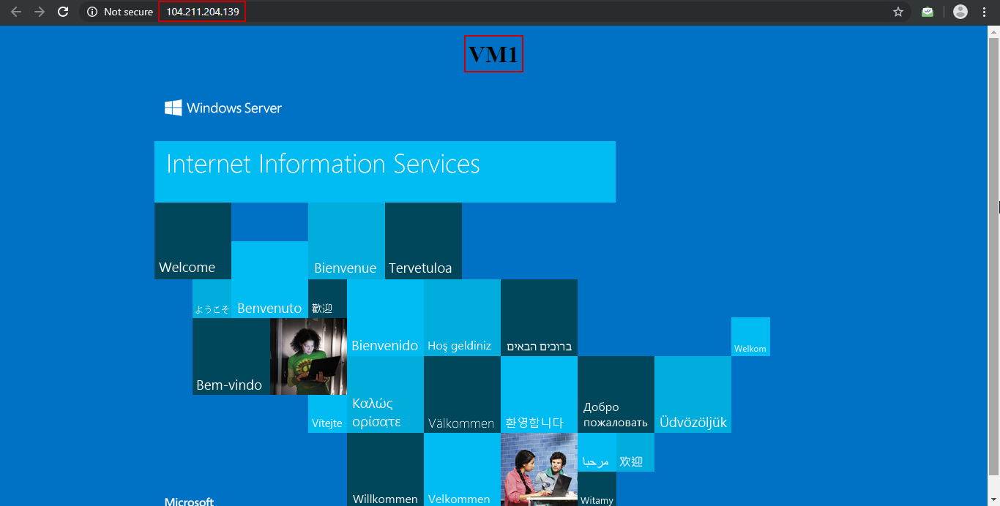 Not secure 104.211.204.139
VM1
Windows Server
Internet Information Services
Welcome
Bienvenue
Tervetuloa
ようこそ
Benvenuto
歡迎
Bienvenido
Hoş geldiniz
ברוכים הבאים
Welkom
Bem-vindo
Vítejte
Καλώς
ορίσατε
Välkommen
환영합니다
Добро
пожаловать
Üdvözöljük
مرحبا
欢迎
Willkommen
Velkommen
Witamy
Microsoft